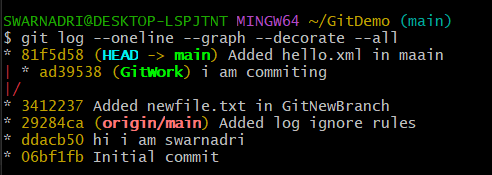 SWARNADRI@DESKTOP-LSPJTNT MINGW64 ~/GitDemo (main)
$ git log --oneline --graph --decorate --all
* 81f5d58 (HEAD -> main) Added hello.xml in maain
| * ad39538 (GitWork) i am commiting
|/
* 3412237 Added newfile.txt in GitNewBranch
* 29284ca (origin/main) Added log ignore rules
* ddacb50 hi i am swarnadri
* 06bf1fb Initial commit